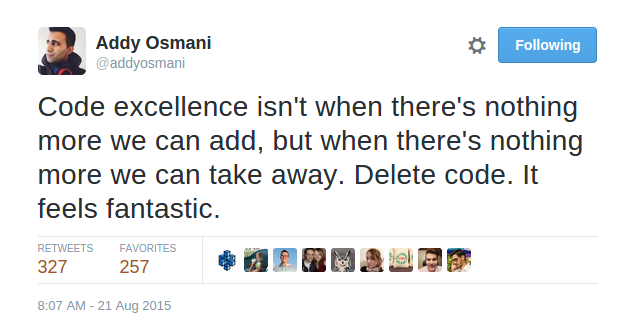 Addy Osmani
@addyosmani
Following
Code excellence isn't when there's nothing
more we can add, but when there's nothing
more we can take away. Delete code. It
feels fantastic.
RETWEETS FAVORITES
327 257
8:07 AM - 21 Aug 2015